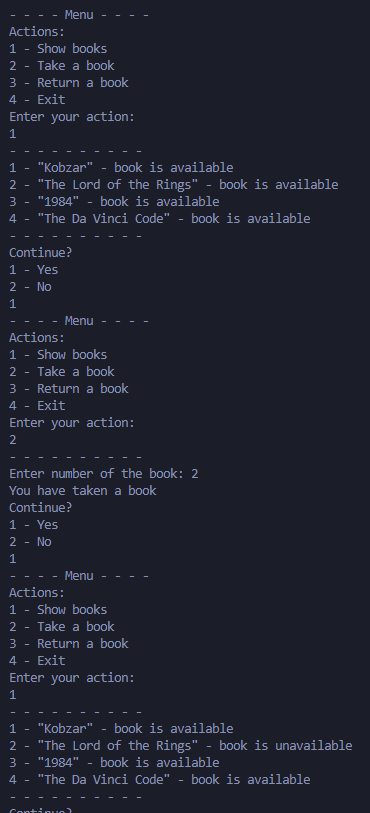 - - - - Menu - - - -
Actions:
1 - Show books
2 - Take a book
3 - Return a book
4 - Exit
Enter your action:
1
- - - - - - - - - -
1 - "Kobzar" - book is available
2 - "The Lord of the Rings" - book is available
3 - "1984" - book is available
4 - "The Da Vinci Code" - book is available
- - - - - - - - - -
Continue?
1 - Yes
2 - No
1
- - - - Menu - - - -
Actions:
1 - Show books
2 - Take a book
3 - Return a book
4 - Exit
Enter your action:
2
- - - - - - - - - -
Enter number of the book: 2
You have taken a book
Continue?
1 - Yes
2 - No
1
- - - - Menu - - - -
Actions:
1 - Show books
2 - Take a book
3 - Return a book
4 - Exit
Enter your action:
1
- - - - - - - - - -
1 - "Kobzar" - book is available
2 - "The Lord of the Rings" - book is unavailable
3 - "1984" - book is available
4 - "The Da Vinci Code" - book is available
- - - - - - - - - -
Continue?